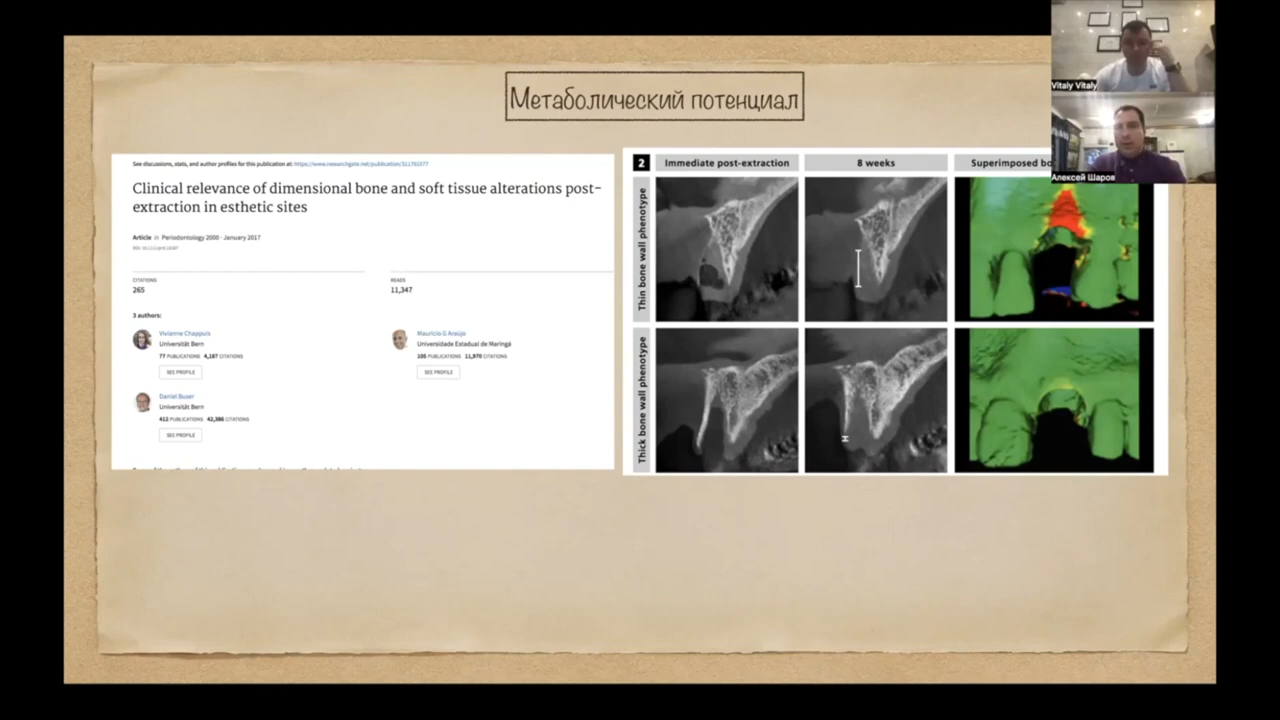 Метаболический потенциал
Vitaly Vitaly
Алексей Шаров
See discussions, stats, and author profiles for this publication at: https://www.researchgate.net/publication/311791577
Clinical relevance of dimensional bone and soft tissue alterations post-
extraction in esthetic sites
Article in Periodontology 2000 · January 2017
CITATIONS
265
READS
11,347
3 authors:
Vivianne Chappuis
Universität Bern
77 PUBLICATIONS 4,187 CITATIONS
SEE PROFILE
Mauricio G Araújo
Universidade Estadual de Maringá
105 PUBLICATIONS 11,970 CITATIONS
SEE PROFILE
Daniel Buser
Universität Bern
412 PUBLICATIONS 42,386 CITATIONS
SEE PROFILE
2
Immediate post-extraction
8 weeks
Superimposed bo
Thin bone wall phenotype
Thick bone wall phenotype